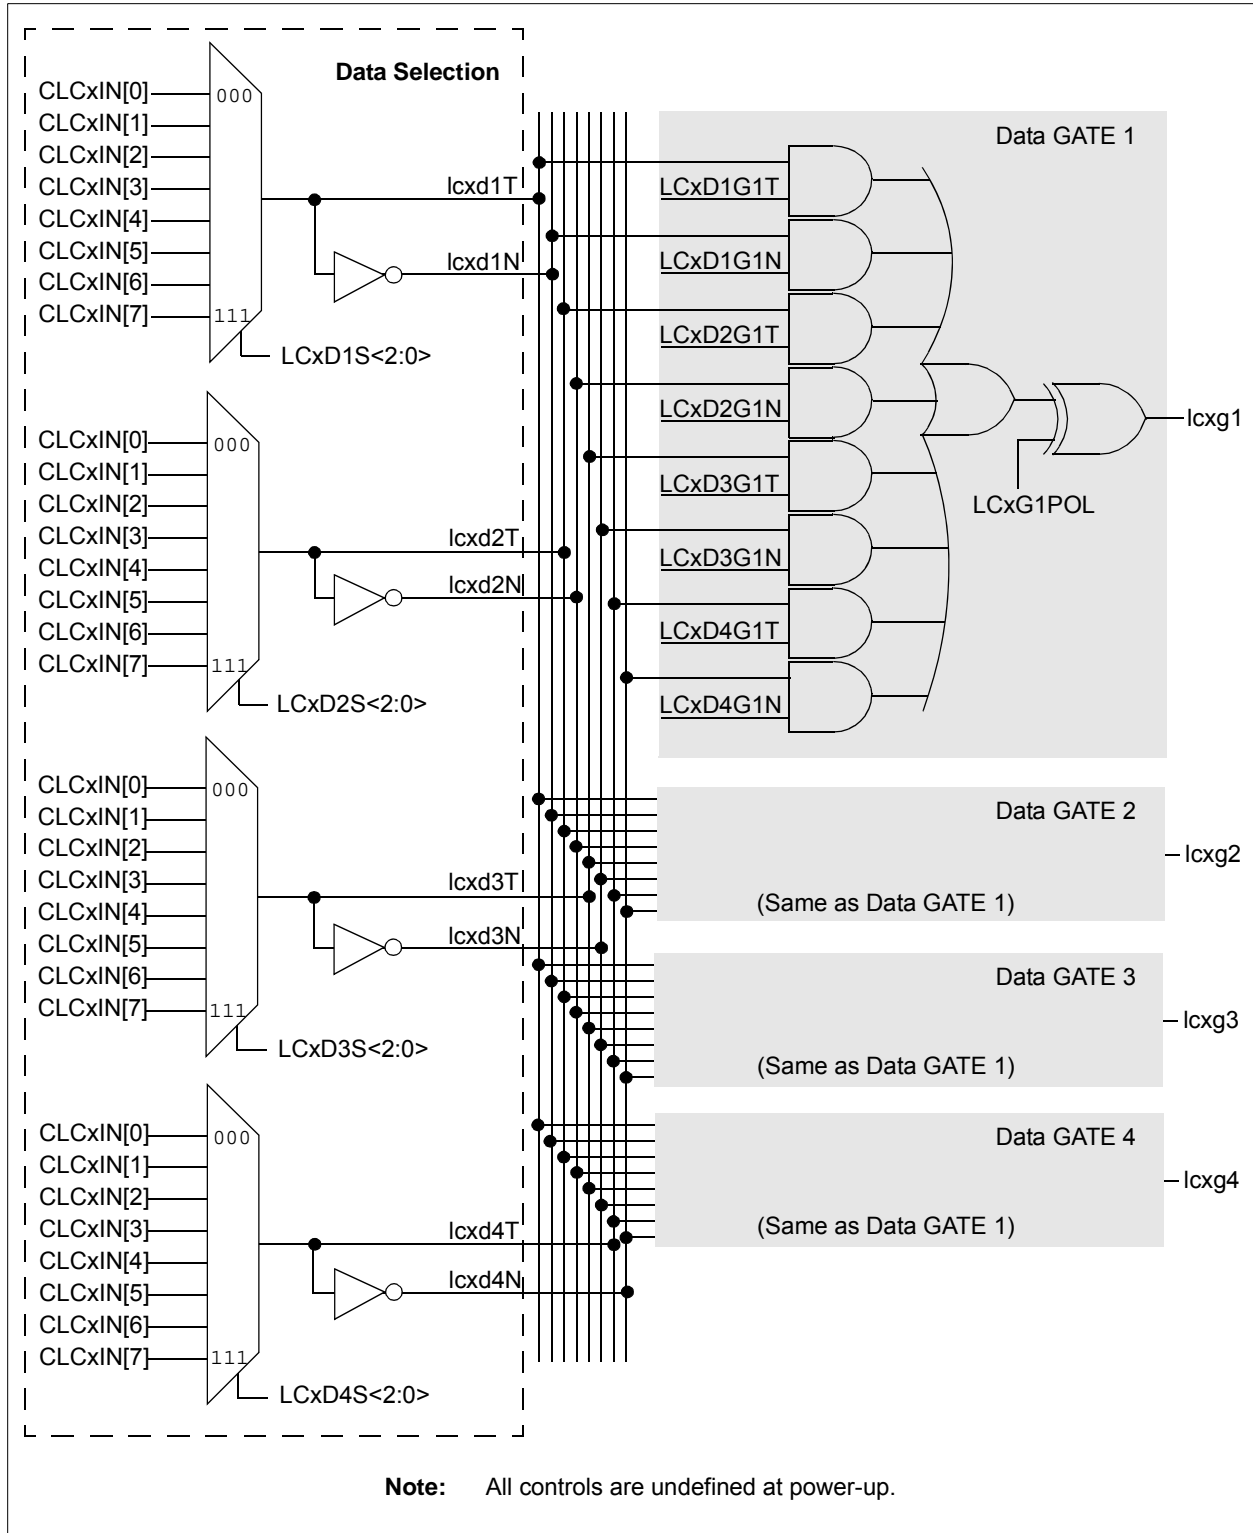 Data Selection
CLCxIN[0]
CLCxIN[1]
CLCxIN[2]
CLCxIN[3]
CLCxIN[4]
CLCxIN[5]
CLCxIN[6]
CLCxIN[7]
000
111
LCxD1S<2:0>
lcxd1T
lcxd1N
CLCxIN[0]
CLCxIN[1]
CLCxIN[2]
CLCxIN[3]
CLCxIN[4]
CLCxIN[5]
CLCxIN[6]
CLCxIN[7]
000
111
LCxD2S<2:0>
lcxd2T
lcxd2N
CLCxIN[0]
CLCxIN[1]
CLCxIN[2]
CLCxIN[3]
CLCxIN[4]
CLCxIN[5]
CLCxIN[6]
CLCxIN[7]
000
111
LCxD3S<2:0>
lcxd3T
lcxd3N
CLCxIN[0]
CLCxIN[1]
CLCxIN[2]
CLCxIN[3]
CLCxIN[4]
CLCxIN[5]
CLCxIN[6]
CLCxIN[7]
000
111
LCxD4S<2:0>
lcxd4T
lcxd4N
Data GATE 1
LCxD1G1T
LCxD1G1N
LCxD2G1T
LCxD2G1N
LCxD3G1T
LCxD3G1N
LCxD4G1T
LCxD4G1N
LCxG1POL
lcxg1
Data GATE 2
(Same as Data GATE 1)
lcxg2
Data GATE 3
(Same as Data GATE 1)
lcxg3
Data GATE 4
(Same as Data GATE 1)
lcxg4
Note: All controls are undefined at power-up.